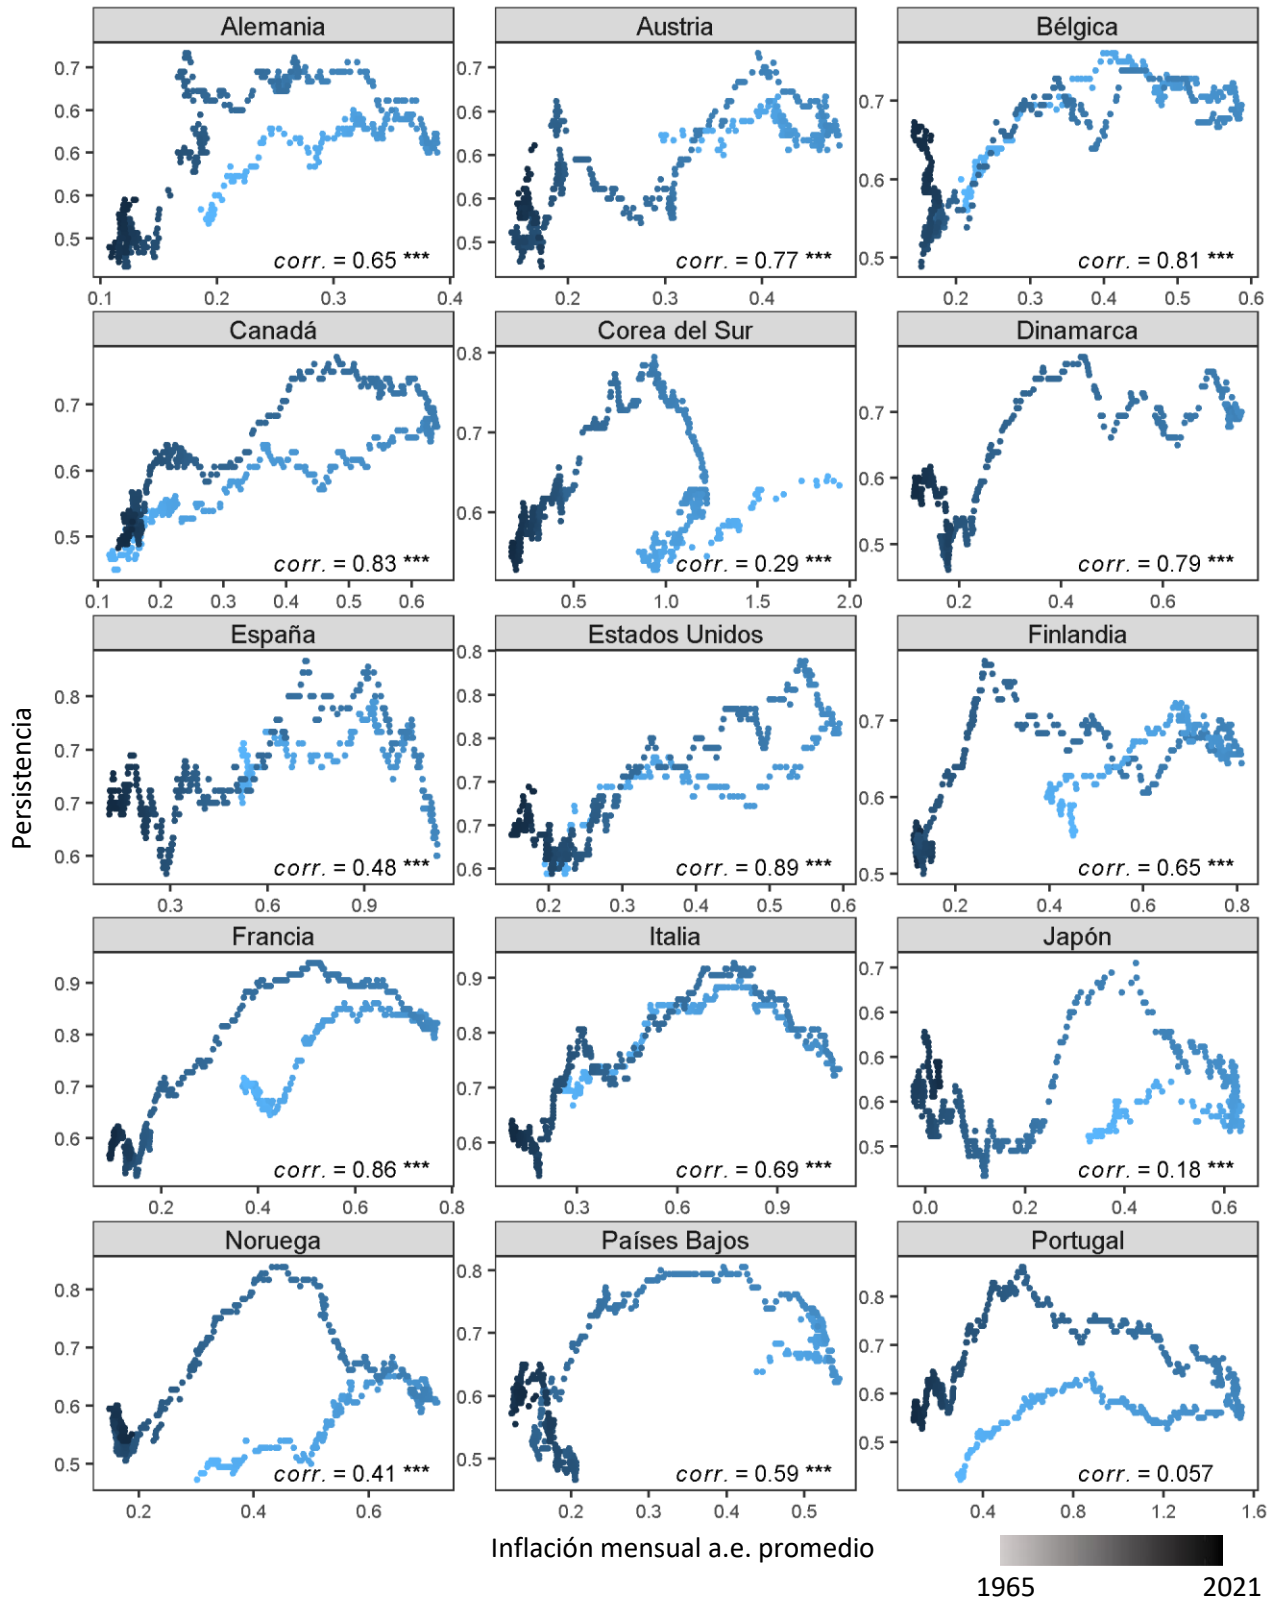 Alemania
0.7
0.6
0.6
0.6
0.5
corr. = 0.65 ***
0.1 0.2 0.3 0.4
Austria
0.7
0.6
0.6
0.6
0.5
corr. = 0.77 ***
0.2 0.3 0.4
Bélgica
0.7
0.6
0.5
corr. = 0.81 ***
0.2 0.3 0.4 0.5 0.6
Canadá
0.7
0.6
0.5
corr. = 0.83 ***
0.1 0.2 0.3 0.4 0.5 0.6
Corea del Sur
0.8
0.7
0.6
corr. = 0.29 ***
0.5 1.0 1.5 2.0
Dinamarca
0.7
0.6
0.5
corr. = 0.79 ***
0.2 0.4 0.6
España
0.8
0.7
0.7
0.6
corr. = 0.48 ***
0.3 0.6 0.9
Estados Unidos
0.8
0.8
0.8
0.7
0.7
0.6
corr. = 0.89 ***
0.2 0.3 0.4 0.5 0.6
Finlandia
0.7
0.6
0.5
corr. = 0.65 ***
0.2 0.4 0.6 0.8
Persistencia
Francia
0.9
0.8
0.7
0.6
corr. = 0.86 ***
0.2 0.4 0.6 0.8
Italia
0.9
0.8
0.7
0.6
corr. = 0.69 ***
0.3 0.6 0.9
Japón
0.7
0.6
0.6
0.6
0.5
corr. = 0.18 ***
0.0 0.2 0.4 0.6
Noruega
0.8
0.7
0.6
0.5
corr. = 0.41 ***
0.2 0.4 0.6
Países Bajos
0.8
0.7
0.6
0.5
corr. = 0.59 ***
0.2 0.3 0.4 0.5
Portugal
0.8
0.7
0.6
0.5
corr. = 0.057
0.4 0.8 1.2 1.6
Inflación mensual a.e. promedio
1965 2021